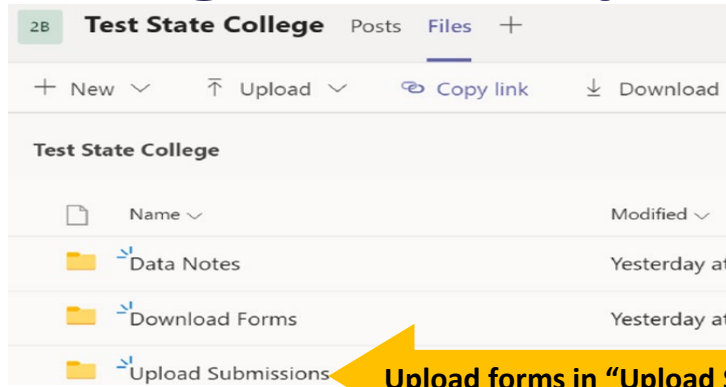 2B Test State College Posts Files +
+ New Upload Copy link Download
Test State College
Name Modified
Data Notes Yesterday at
Download Forms Yesterday at
Upload Submissions
Upload forms in "Upload S